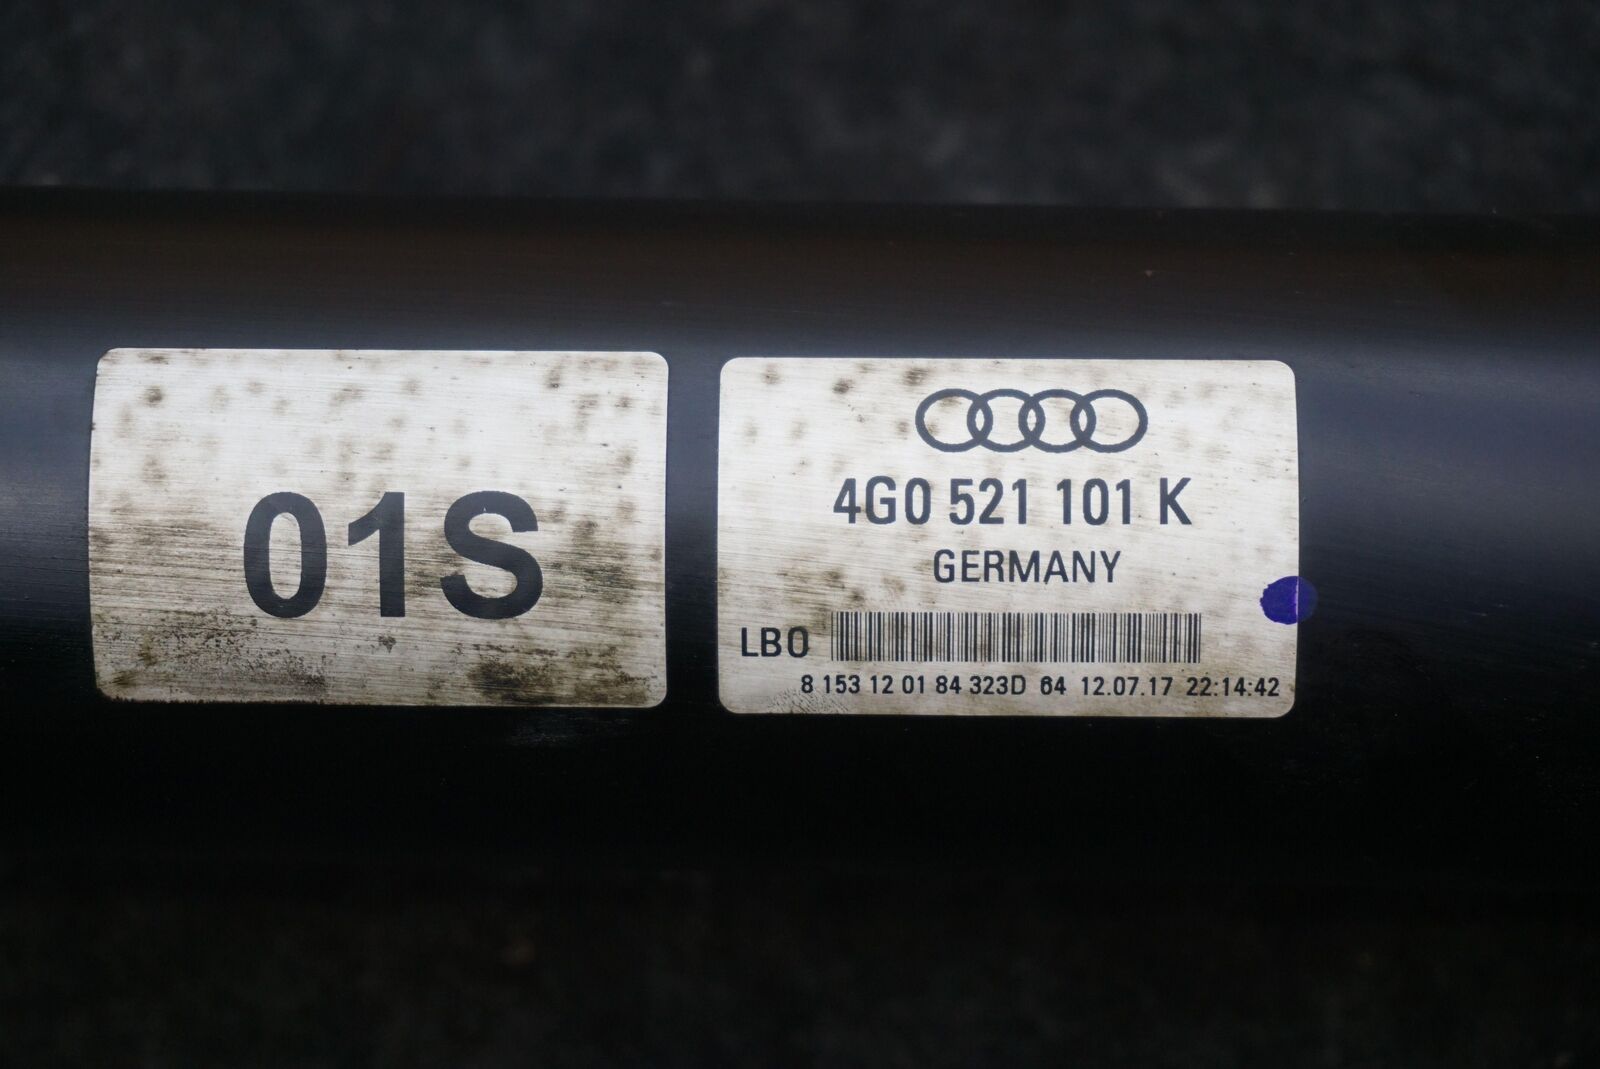 01S
4G0 521 101 K
GERMANY
LBO
8 153 12 01 84 323D 64 12.07.17 22:14:42